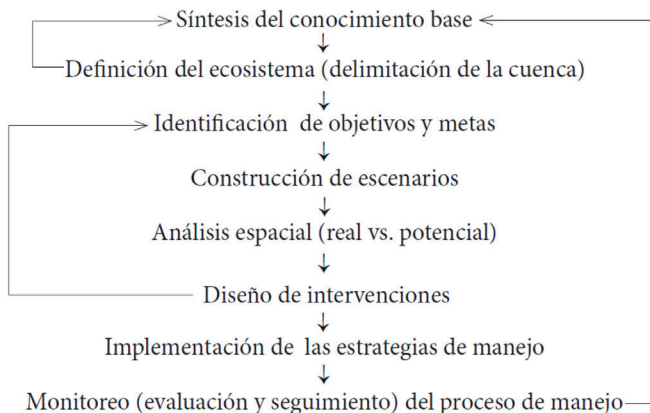 Síntesis del conocimiento base
Definición del ecosistema (delimitación de la cuenca)
Identificación de objetivos y metas
Construcción de escenarios
Análisis espacial (real vs. potencial)
Diseño de intervenciones
Implementación de las estrategias de manejo
Monitoreo (evaluación y seguimiento) del proceso de manejo